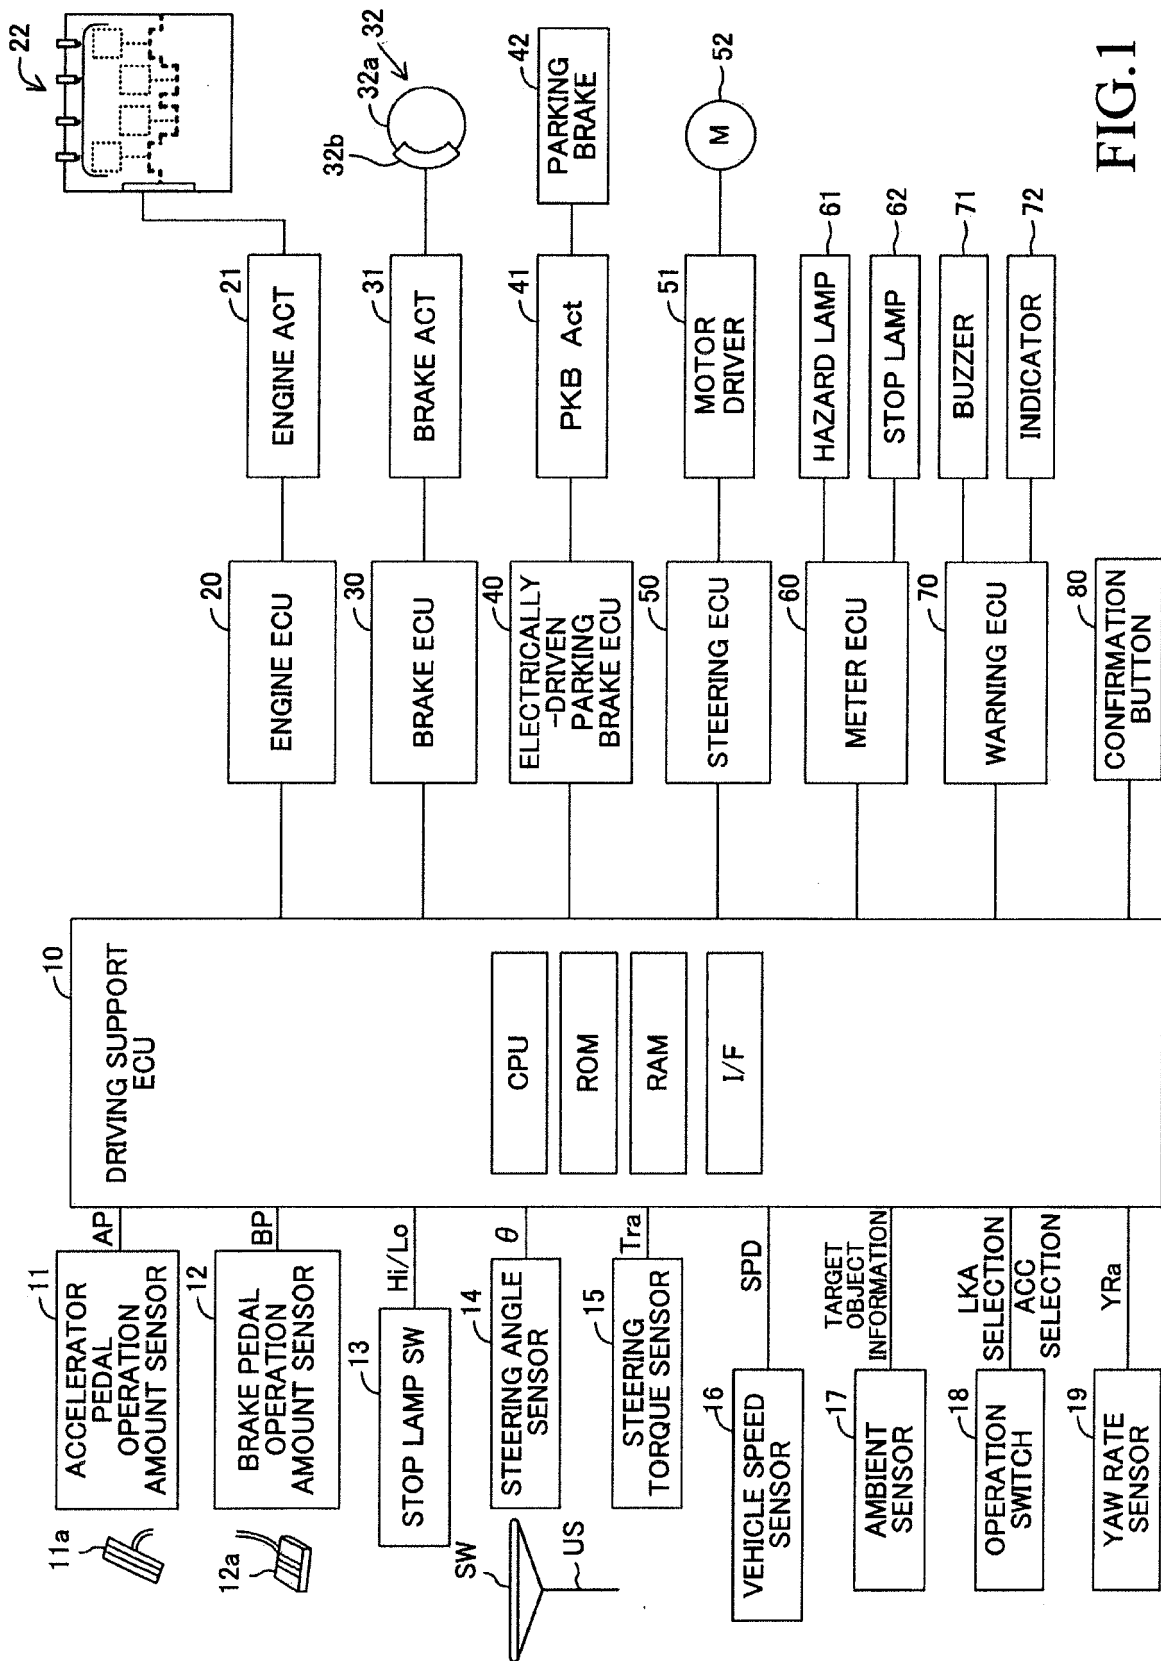 11a
11
ACCELERATOR
PEDAL
OPERATION
AMOUNT SENSOR
AP
12a
12
BRAKE PEDAL
OPERATION
AMOUNT SENSOR
BP
13
STOP LAMP SW
Hi/Lo
SW
US
14
STEERING ANGLE
SENSOR
θ
15
STEERING
TORQUE SENSOR
Tra
16
VEHICLE SPEED
SENSOR
SPD
17
AMBIENT
SENSOR
TARGET
OBJECT
INFORMATION
18
OPERATION
SWITCH
LKA
SELECTION
ACC
SELECTION
19
YAW RATE
SENSOR
YRa
10
DRIVING SUPPORT
ECU
CPU
ROM
RAM
I/F
20
ENGINE ECU
21
ENGINE ACT
22
30
BRAKE ECU
31
BRAKE ACT
32b
32a
32
40
ELECTRICALLY
-DRIVEN
PARKING
BRAKE ECU
41
PKB Act
42
PARKING
BRAKE
50
STEERING ECU
51
MOTOR
DRIVER
M
52
60
METER ECU
HAZARD LAMP
61
STOP LAMP
62
70
WARNING ECU
BUZZER
71
INDICATOR
72
80
CONFIRMATION
BUTTON
FIG.1